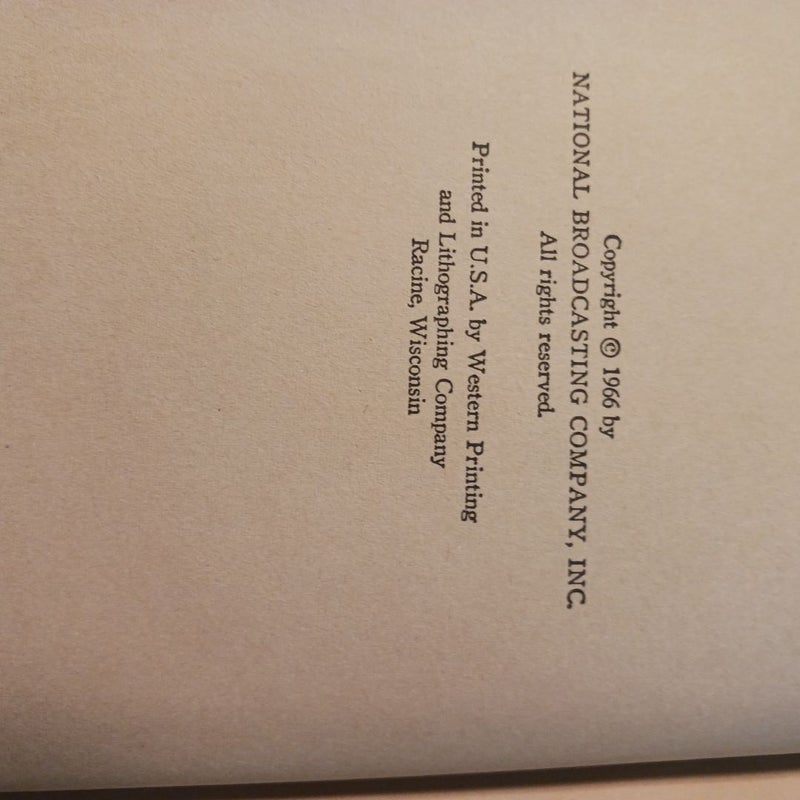 Copyright © 1966 by
NATIONAL BROADCASTING COMPANY, INC.
All rights reserved.
Printed in U.S.A. by Western Printing
and Lithographing Company
Racine, Wisconsin